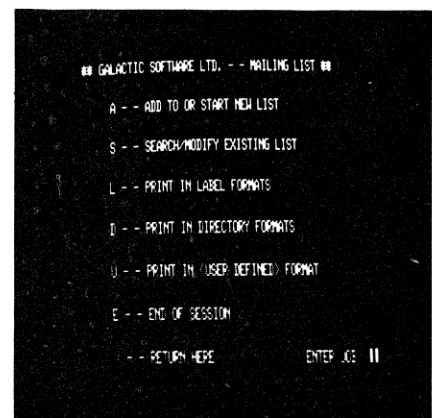 ## GALACTIC SOFTWARE LTD. - - MAILING LIST ##
A - - ADD TO OR START NEW LIST
S - - SEARCH/MODIFY EXISTING LIST
L - - PRINT IN LABEL FORMATS
D - - PRINT IN DIRECTORY FORMATS
U - - PRINT IN (USER DEFINED) FORMAT
E - - END OF SESSION
- - RETURN HERE ENTER JOB